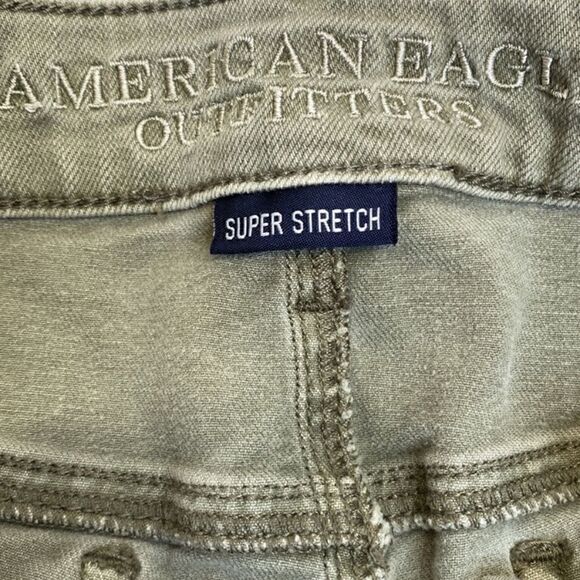 AMERICAN EAGL
OUTFITTERS
SUPER STRETCH